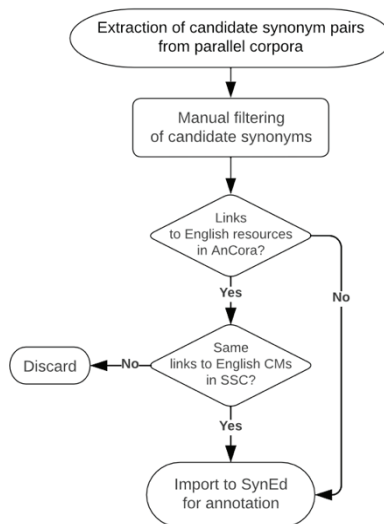 Extraction of candidate synonym pairs
from parallel corpora
Manual filtering
of candidate synonyms
Links
to English resources
in AnCora?
Yes
No
Same
links to English CMs
in SSC?
No
Discard
Yes
Import to SynEd
for annotation